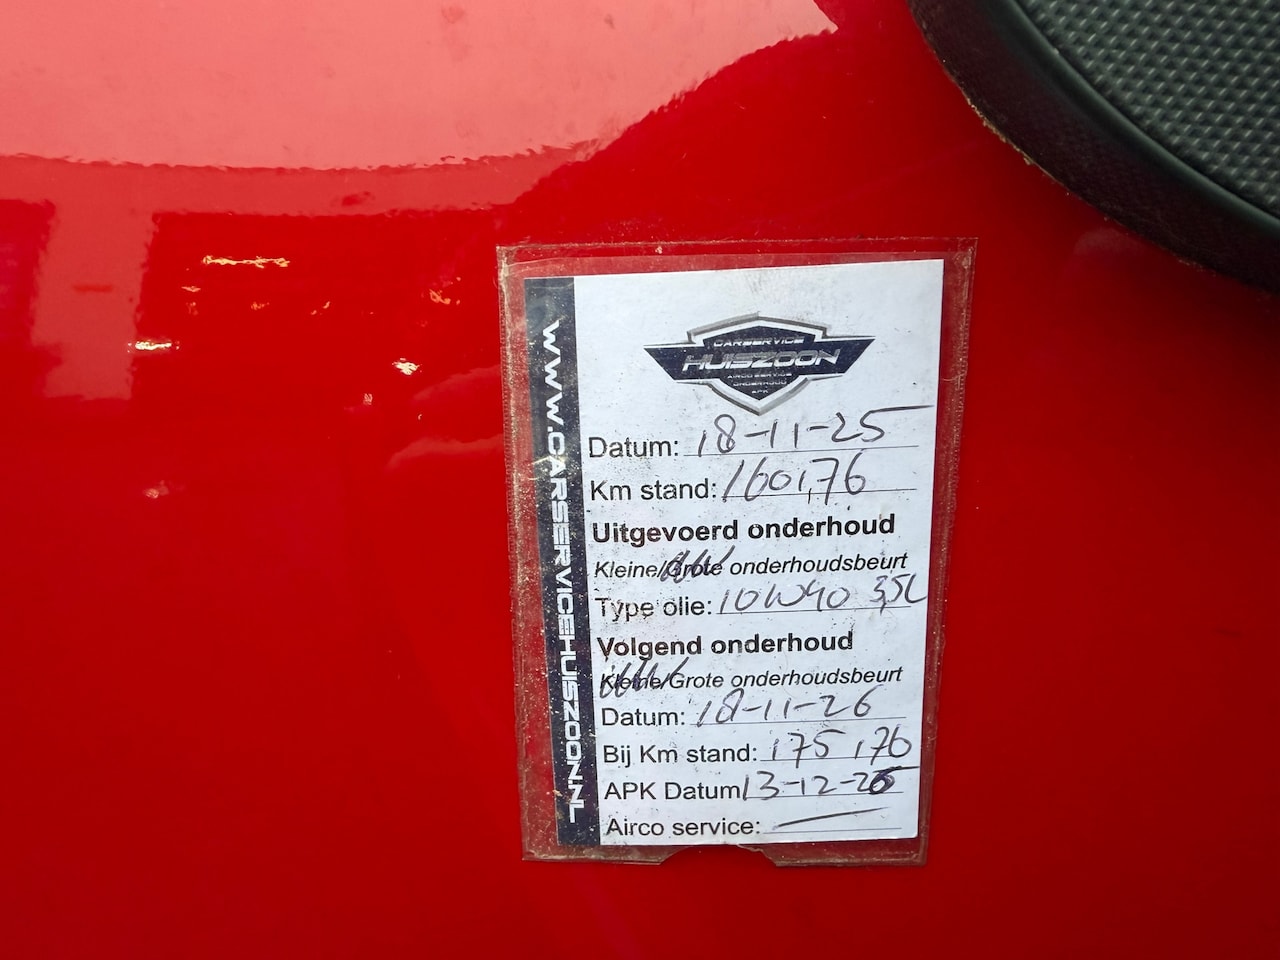 WWW.CARSERVICEHUISZOON.NL
CARSERVICE
HUISZOON
AIRCOSERVICE
ONDERHOUD
APK
Datum: 18-11-25
Km stand: 160176
Uitgevoerd onderhoud
Kleine/Grote onderhoudsbeurt
Type olie: 10W40 3,5L
Volgend onderhoud
Kleine/Grote onderhoudsbeurt
Datum: 18-11-26
Bij Km stand: 175176
APK Datum 13-12-26
Airco service: